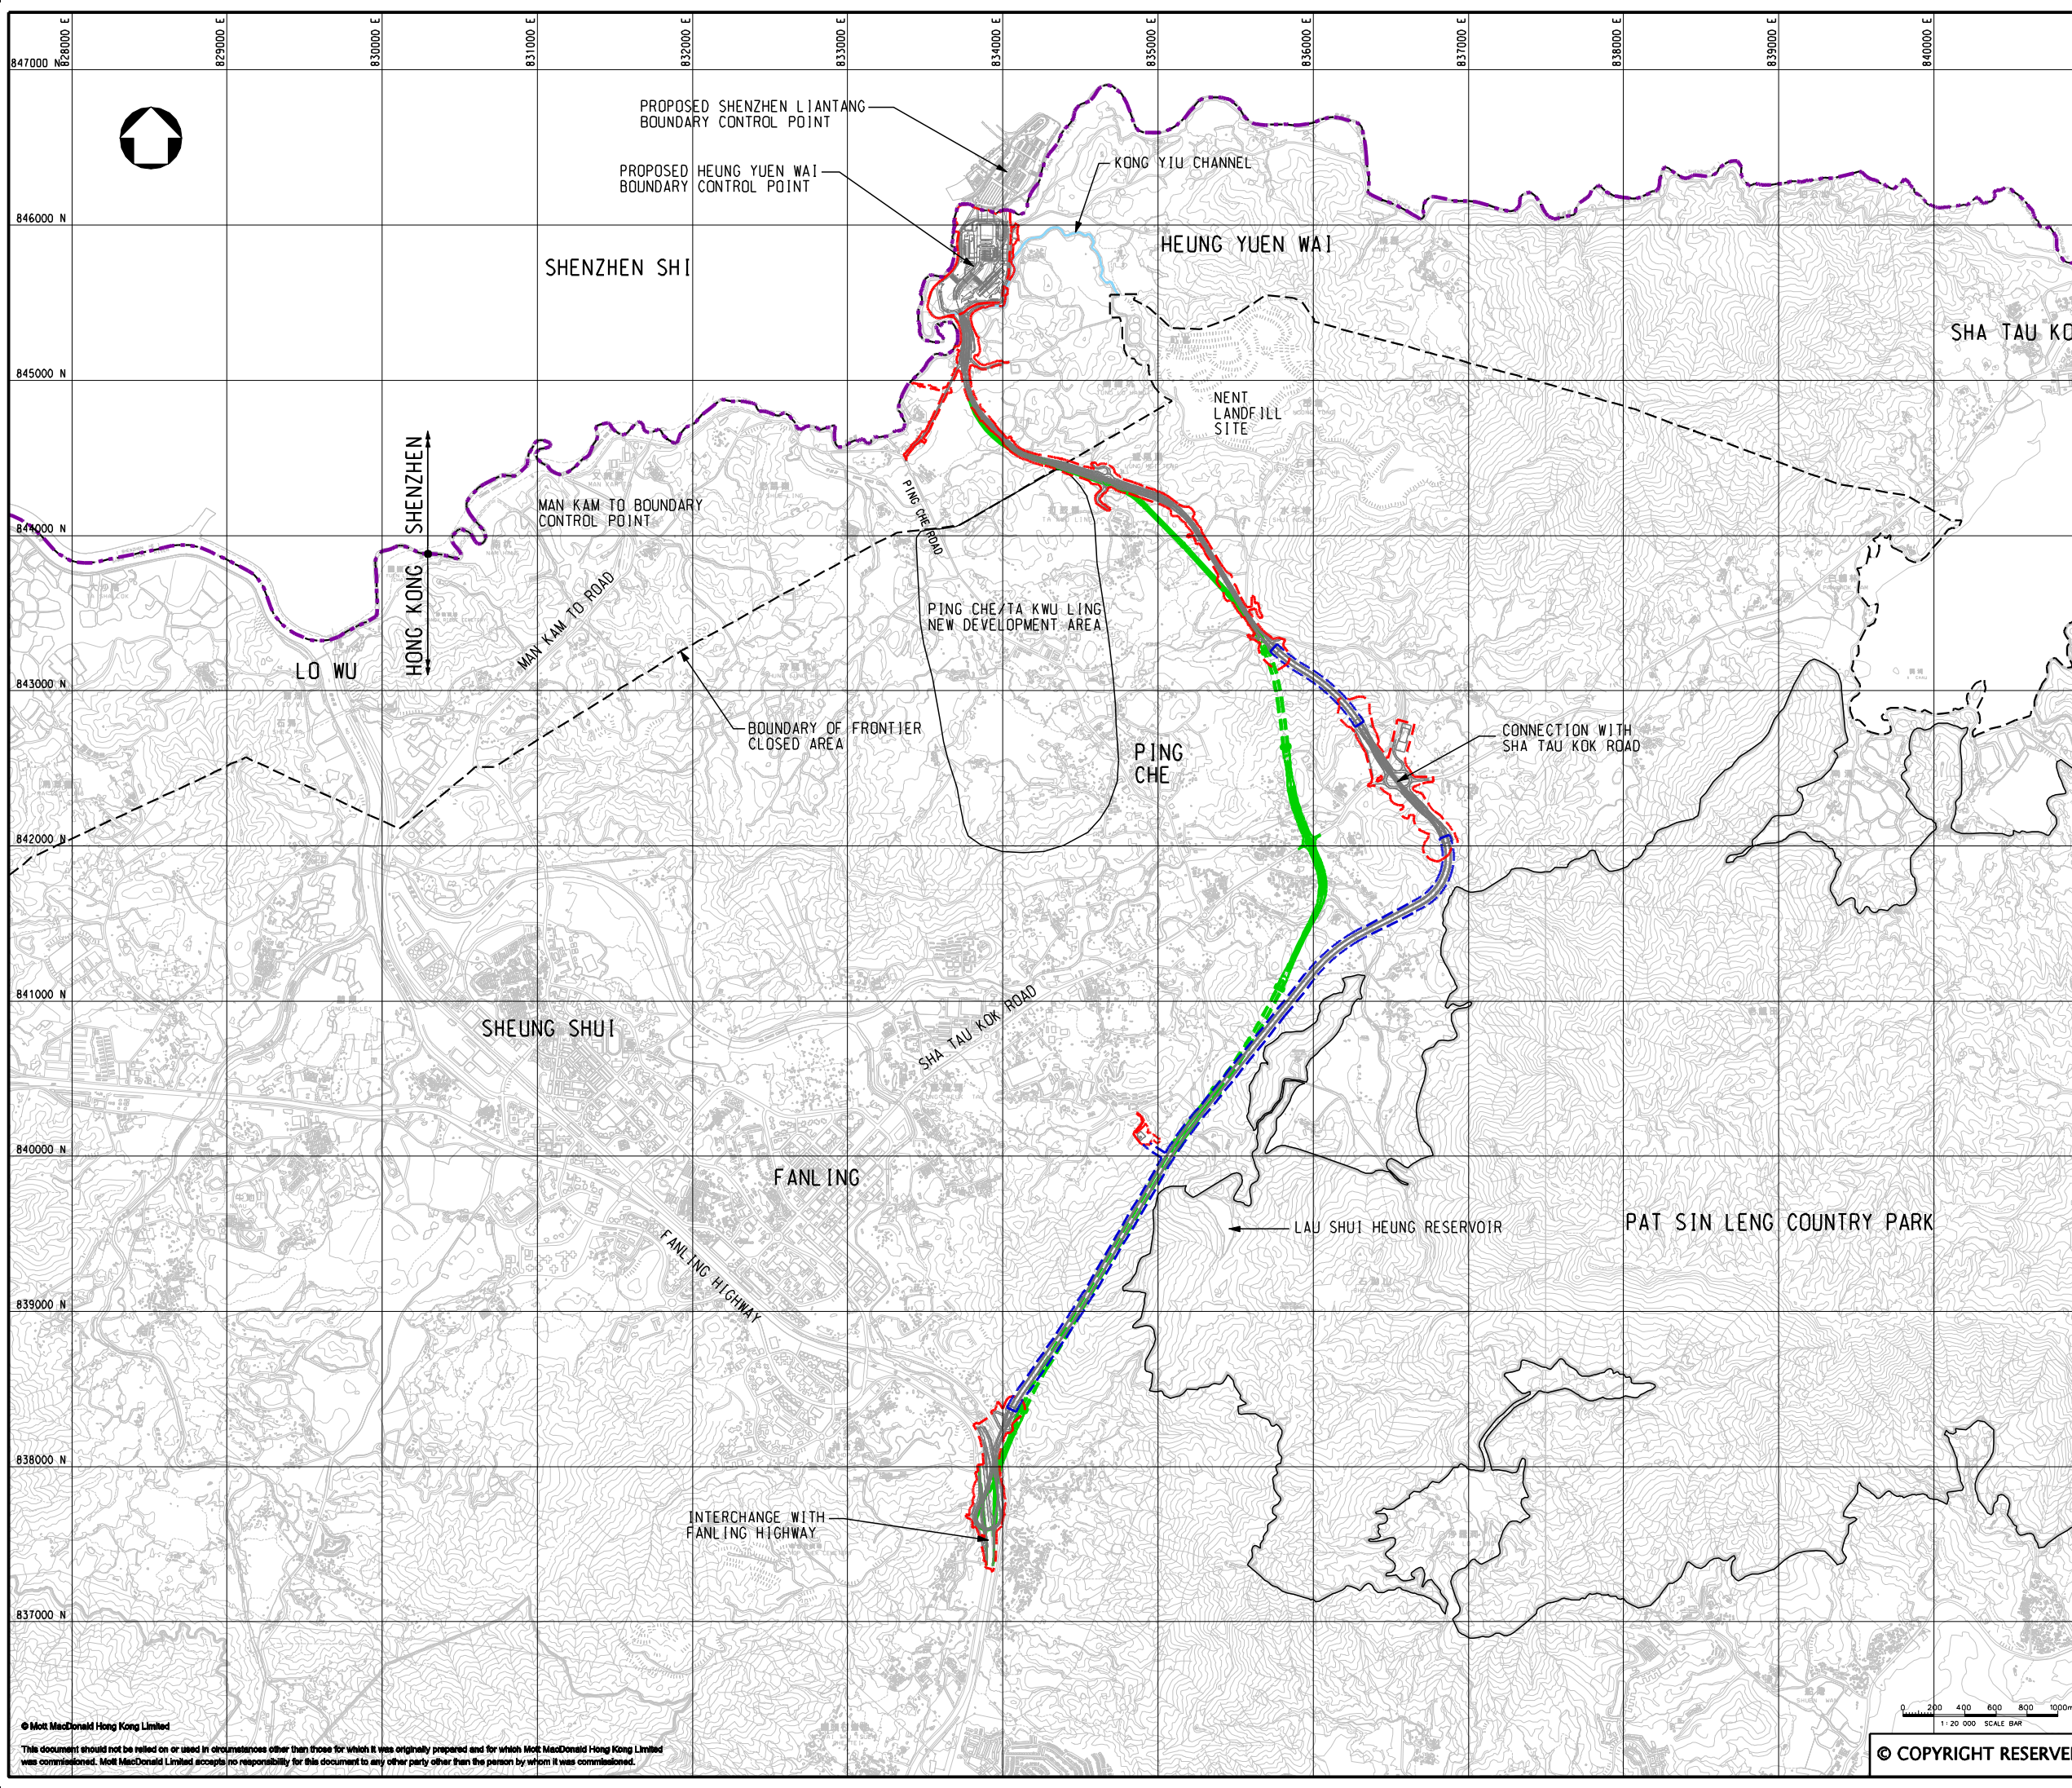 828000 E
829000 E
830000 E
831000 E
832000 E
833000 E
834000 E
835000 E
836000 E
837000 E
838000 E
839000 E
840000 E
847000 N
PROPOSED SHENZHEN LIANTANG
BOUNDARY CONTROL POINT
KONG YIU CHANNEL
PROPOSED HEUNG YUEN WAI
BOUNDARY CONTROL POINT
846000 N
HEUNG YUEN WAI
SHENZHEN SHI
SHA TAU KO
845000 N
NENT
LANDFILL
SITE
SHENZHEN
HONG KONG
MAN KAM TO BOUNDARY
CONTROL POINT
PING CHE ROAD
844000 N
MAN KAM TO ROAD
PING CHE/TA KWU LING
NEW DEVELOPMENT AREA
LO WU
843000 N
BOUNDARY OF FRONTIER
CLOSED AREA
CONNECTION WITH
SHA TAU KOK ROAD
PING
CHE
842000 N
841000 N
SHEUNG SHUI
SHA TAU KOK ROAD
840000 N
FANLING
PAT SIN LENG COUNTRY PARK
LAU SHUI HEUNG RESERVOIR
FANLING HIGHWAY
839000 N
838000 N
INTERCHANGE WITH
FANLING HIGHWAY
837000 N
0 200 400 600 800 1000m
1:20 000 SCALE BAR
© Mott MacDonald Hong Kong Limited
This document should not be relied on or used in circumstances other than those for which it was originally prepared and for which Mott MacDonald Hong Kong Limited
was commissioned. Mott MacDonald Limited accepts no responsibility for this document to any other party other than the person by whom it was commissioned.
© COPYRIGHT RESERVE